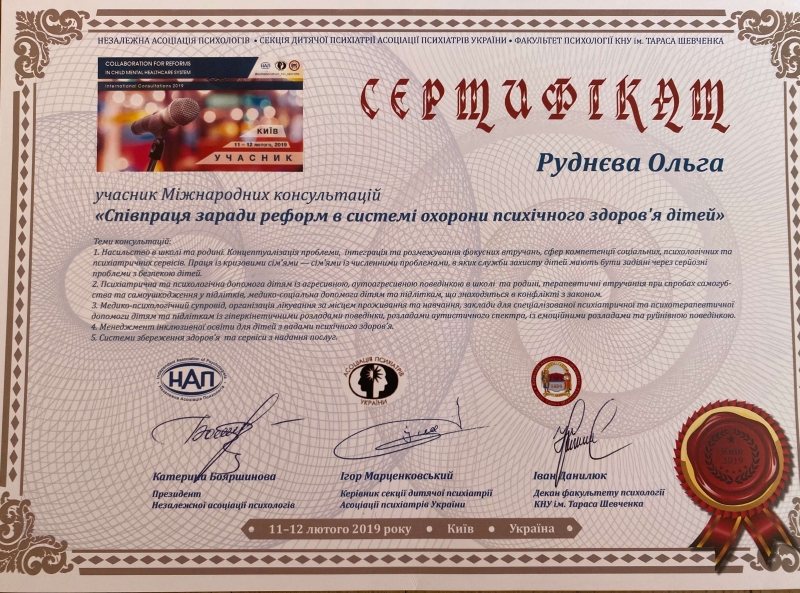 НЕЗАЛЕЖНА АСОЦІАЦІЯ ПСИХОЛОГІВ • СЕКЦІЯ ДИТЯЧОЇ ПСИХІАТРІЇ АСОЦІАЦІЇ ПСИХІАТРІВ УКРАЇНИ • ФАКУЛЬТЕТ ПСИХОЛОГІЇ КНУ ім. ТАРАСА ШЕВЧЕНКА
COLLABORATION FOR REFORMS
IN CHILD MENTAL HEALTHCARE SYSTEM
International Consultations 2019
КИЇВ
11 – 12 лютого, 2019
УЧАСНИК
СЕРТИФІКАТ
Руднєва Ольга
учасник Міжнародних консультацій
«Співпраця заради реформ в системі охорони психічного здоров'я дітей»
Теми консультацій:
1. Насильство в школі та родині. Концептуалізація проблеми, інтеграція та розмежування фокусних втручань, сфер компетенції соціальних, психологічних та
психіатричних сервісів. Праця із кризовими сім'ями — сім'ями із численними проблемами, в яких служби захисту дітей мають бути задіяні через серйозні
проблеми з безпекою дітей.
2. Психіатрична та психологічна допомога дітям із агресивною, аутоагресивною поведінкою в школі та родині, терапевтичні втручання при спробах самогуб-
ства та самоушкодження у підлітків, медико-соціальна допомога дітям та підліткам, що знаходяться в конфлікті з законом.
3. Медико-психологічний супровід, організація лікування за місцем проживання та навчання, заклади для спеціалізованої психіатричної та психотерапевтичної
допомоги дітям та підліткам із гіперкінетичними розладами поведінки, розладами аутистичного спектра, із емоційними розладами та руйнівною поведінкою.
4. Менеджмент інклюзивної освіти для дітей з вадами психічного здоров'я.
5. Системи збереження здоров'я та сервіси з надання послуг.
НАП
АСОЦІАЦІЯ ПСИХІАТРІВ
УКРАЇНИ
Катерина Бояршинова
Президент
Незалежної асоціації психологів
Ігор Марценковський
Керівник секції дитячої психіатрії
Асоціації психіатрів України
Іван Данилюк
Декан факультету психології
КНУ ім. Тараса Шевченка
КИЇВ
2019
11–12 лютого 2019 року • Київ • Україна